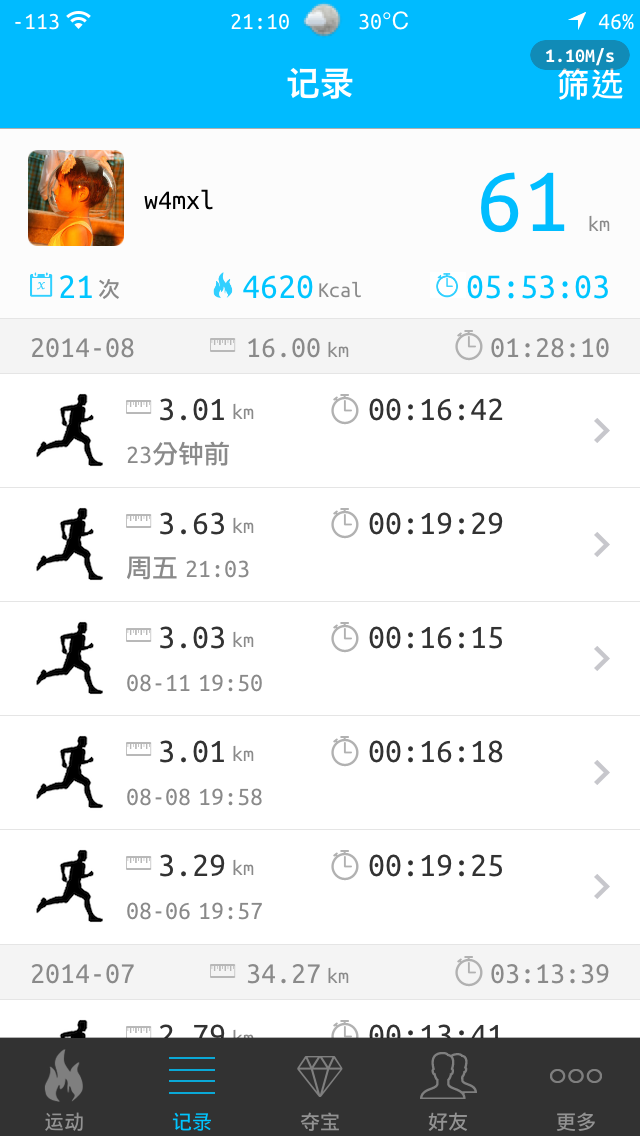 -113 21:10 30°C 46%
1.10M/s
记录 筛选
w4mxl 61 km
21次 4620Kcal 05:53:03
2014-08 16.00 km 01:28:10
3.01 km 00:16:42
23分钟前
3.63 km 00:19:29
周五 21:03
3.03 km 00:16:15
08-11 19:50
3.01 km 00:16:18
08-08 19:58
3.29 km 00:19:25
08-06 19:57
2014-07 34.27 km 03:13:39
2.79 km 00:13:41
运动 记录 夺宝 好友 更多